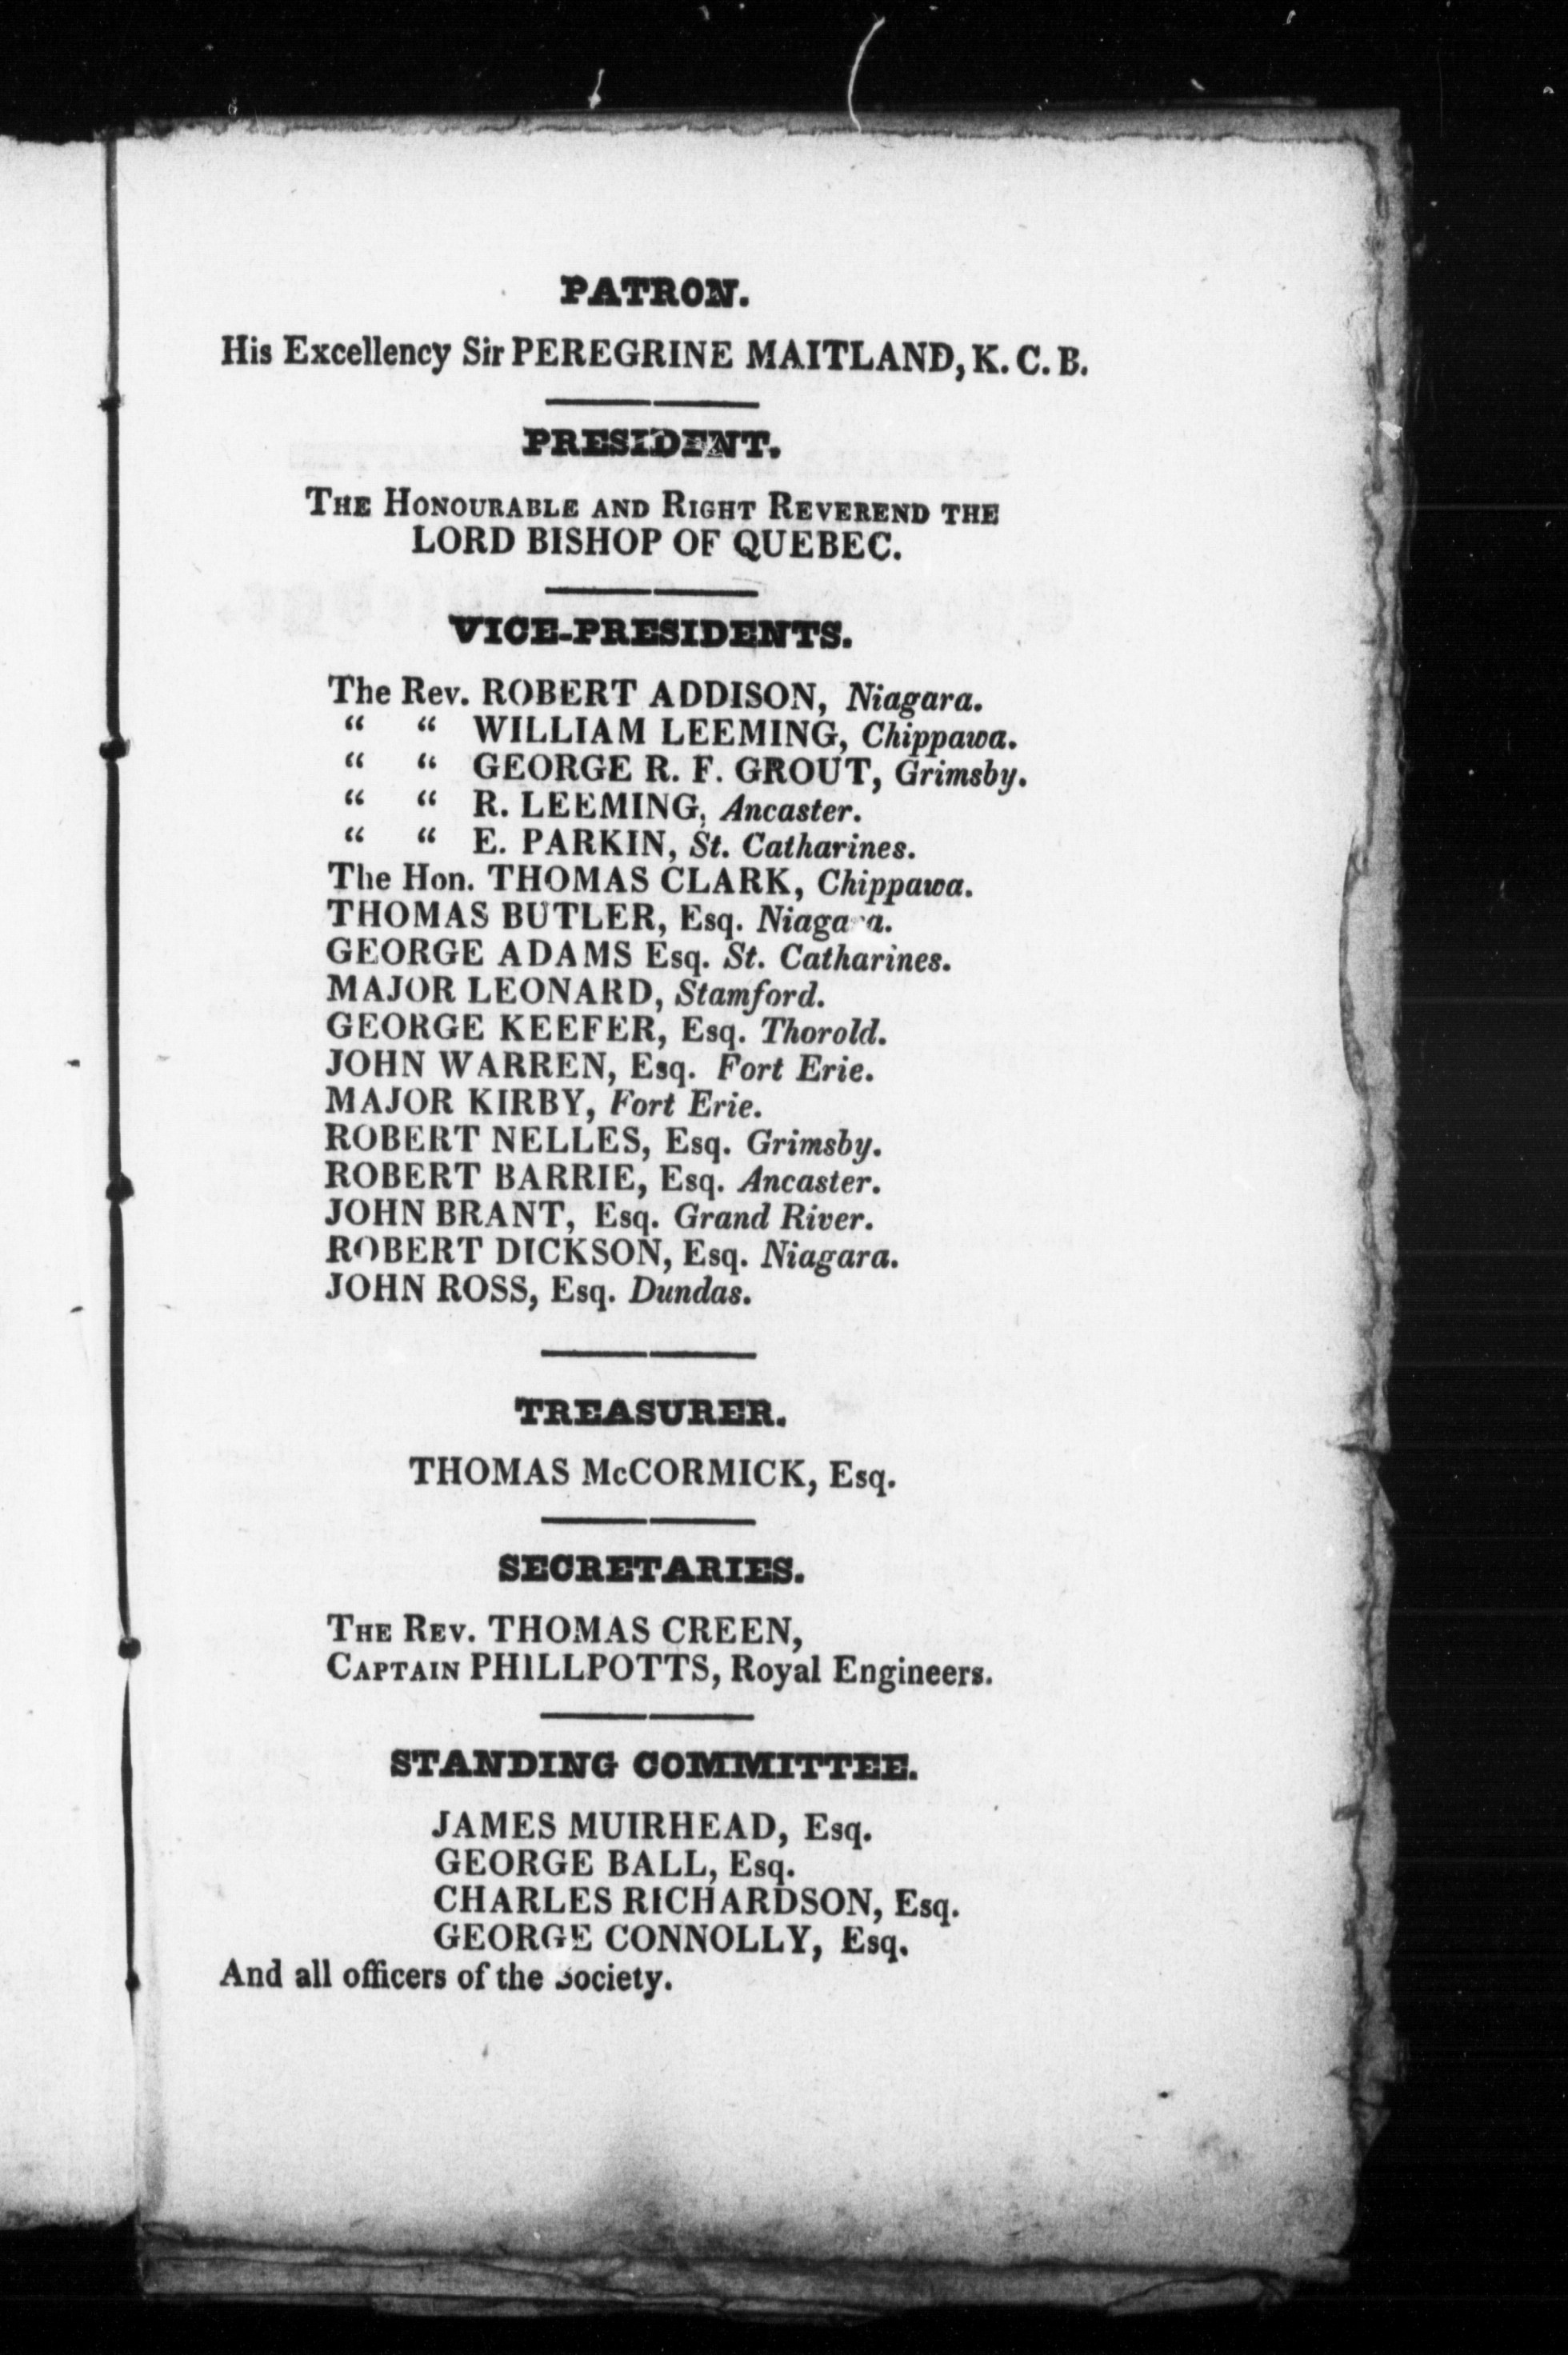 PATRON.
His Excellency Sir PEREGRINE MAITLAND, K. C. B.
PRESIDENT.
THE HONOURABLE AND RIGHT REVEREND THE
LORD BISHOP OF QUEBEC.
VICE-PRESIDENTS.
The Rev. ROBERT ADDISON, Niagara.
“ “ WILLIAM LEEMING, Chippawa.
“ “ GEORGE R. F. GROUT, Grimsby.
“ “ R. LEEMING, Ancaster.
“ “ E. PARKIN, St. Catharines.
The Hon. THOMAS CLARK, Chippawa.
THOMAS BUTLER, Esq. Niagara.
GEORGE ADAMS Esq. St. Catharines.
MAJOR LEONARD, Stamford.
GEORGE KEEFER, Esq. Thorold.
JOHN WARREN, Esq. Fort Erie.
MAJOR KIRBY, Fort Erie.
ROBERT NELLES, Esq. Grimsby.
ROBERT BARRIE, Esq. Ancaster.
JOHN BRANT, Esq. Grand River.
ROBERT DICKSON, Esq. Niagara.
JOHN ROSS, Esq. Dundas.
TREASURER.
THOMAS McCORMICK, Esq.
SECRETARIES.
THE REV. THOMAS CREEN,
CAPTAIN PHILLPOTTS, Royal Engineers.
STANDING COMMITTEE.
JAMES MUIRHEAD, Esq.
GEORGE BALL, Esq.
CHARLES RICHARDSON, Esq.
GEORGE CONNOLLY, Esq.
And all officers of the Society.